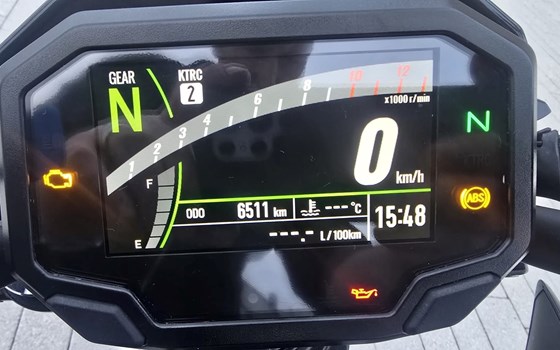 GEAR
N
KTRC
2
1 2 3 4 6 8 10 12
x1000 r/min
N
0 km/h
F
E
ABS
ODO 6511 km
---°C
15:48
---.- L/100km